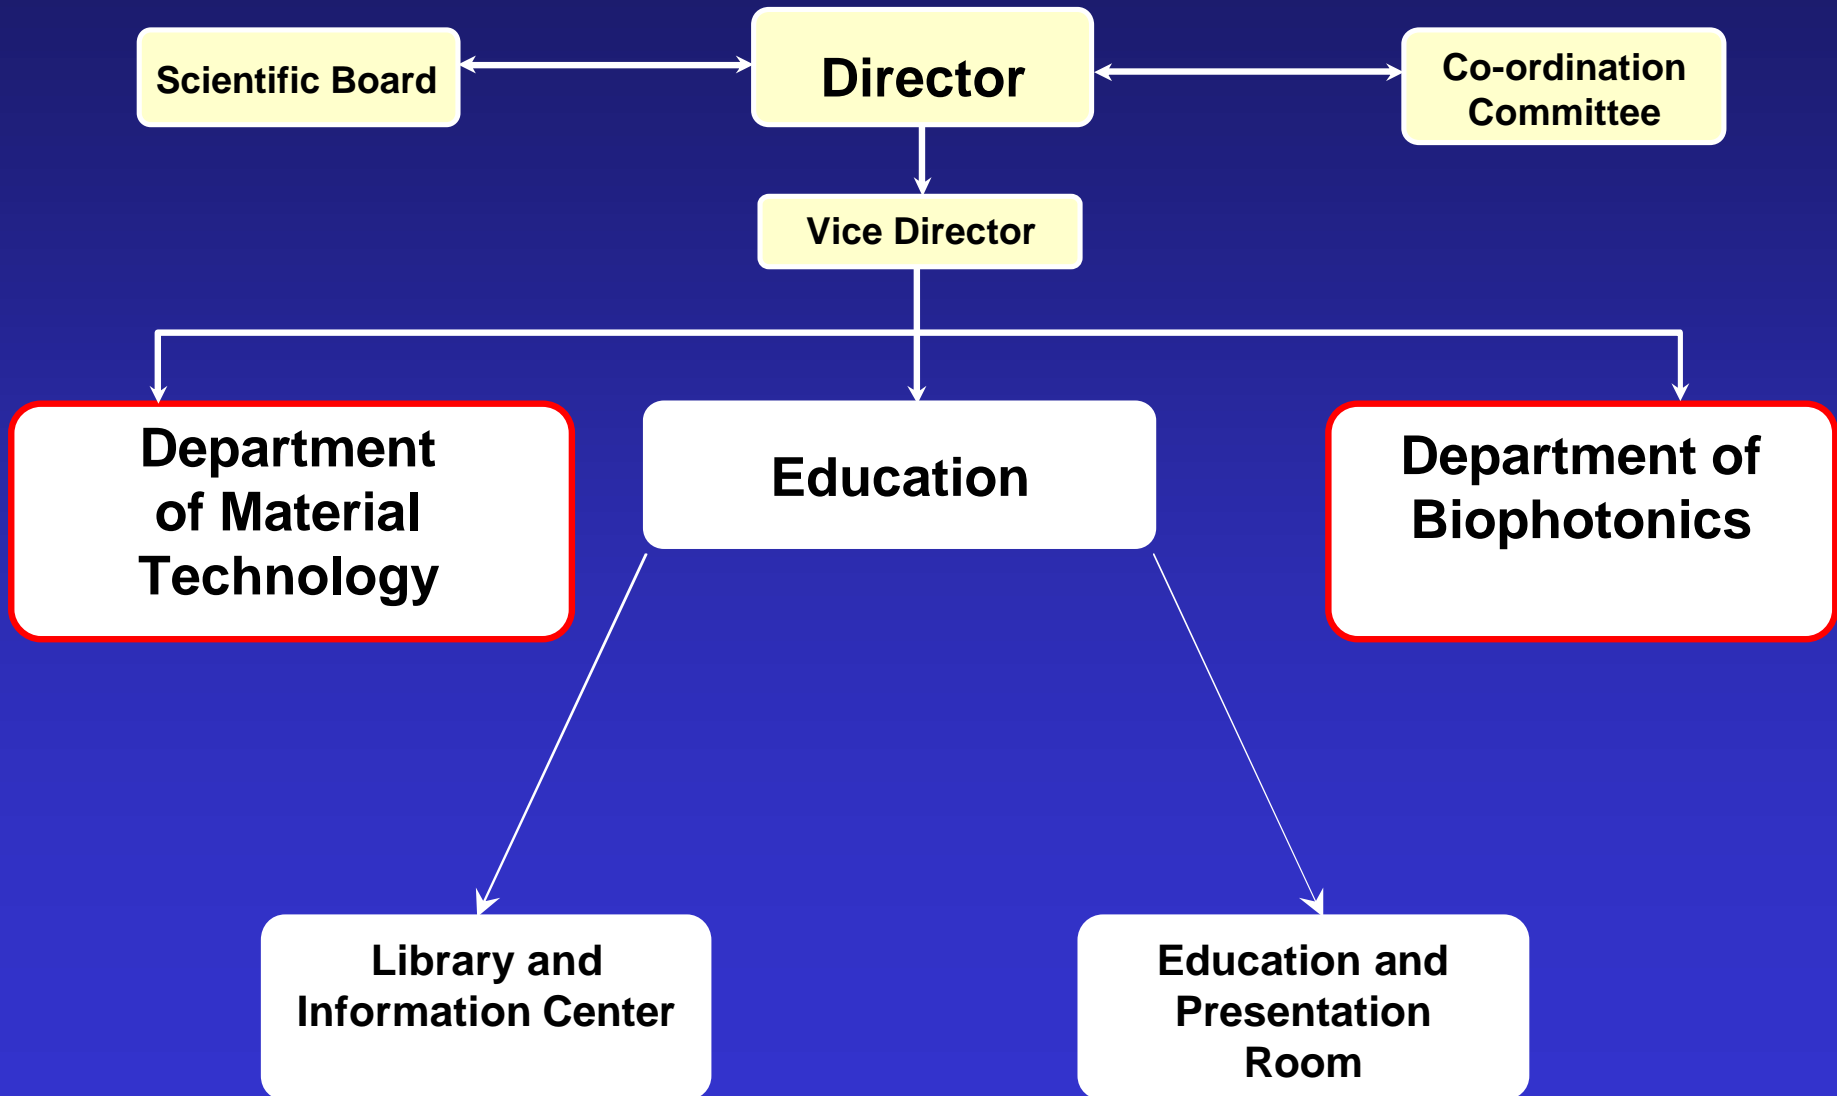 Scientific Board
Director
Co-ordination
Committee
Vice Director
Department
of Material
Technology
Education
Department of
Biophotonics
Library and
Information Center
Education and
Presentation
Room